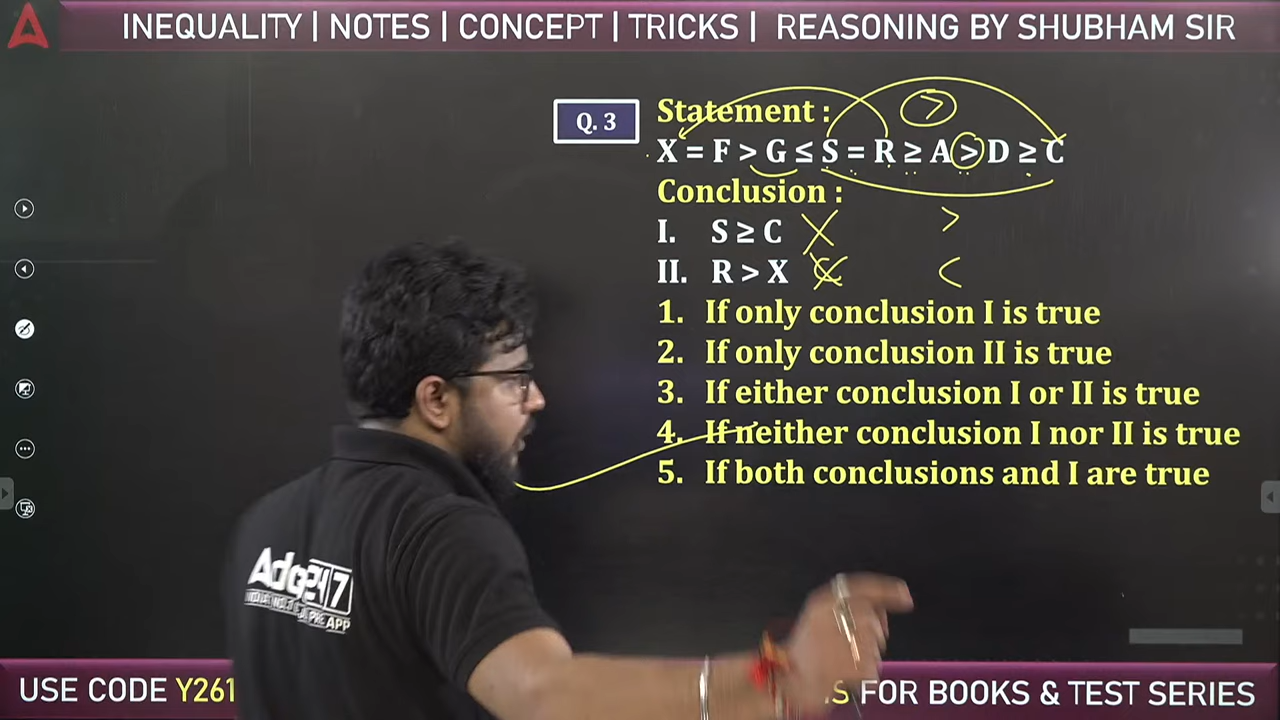 INEQUALITY | NOTES | CONCEPT | TRICKS | REASONING BY SHUBHAM SIR
Q. 3
Statement :
X = F > G ≤ S = R ≥ A > D ≥ C
>
Conclusion :
I. S ≥ C
>
II. R > X
<
1. If only conclusion I is true
2. If only conclusion II is true
3. If either conclusion I or II is true
4. If neither conclusion I nor II is true
5. If both conclusions and I are true
Adda247
USE CODE Y261
FOR BOOKS & TEST SERIES